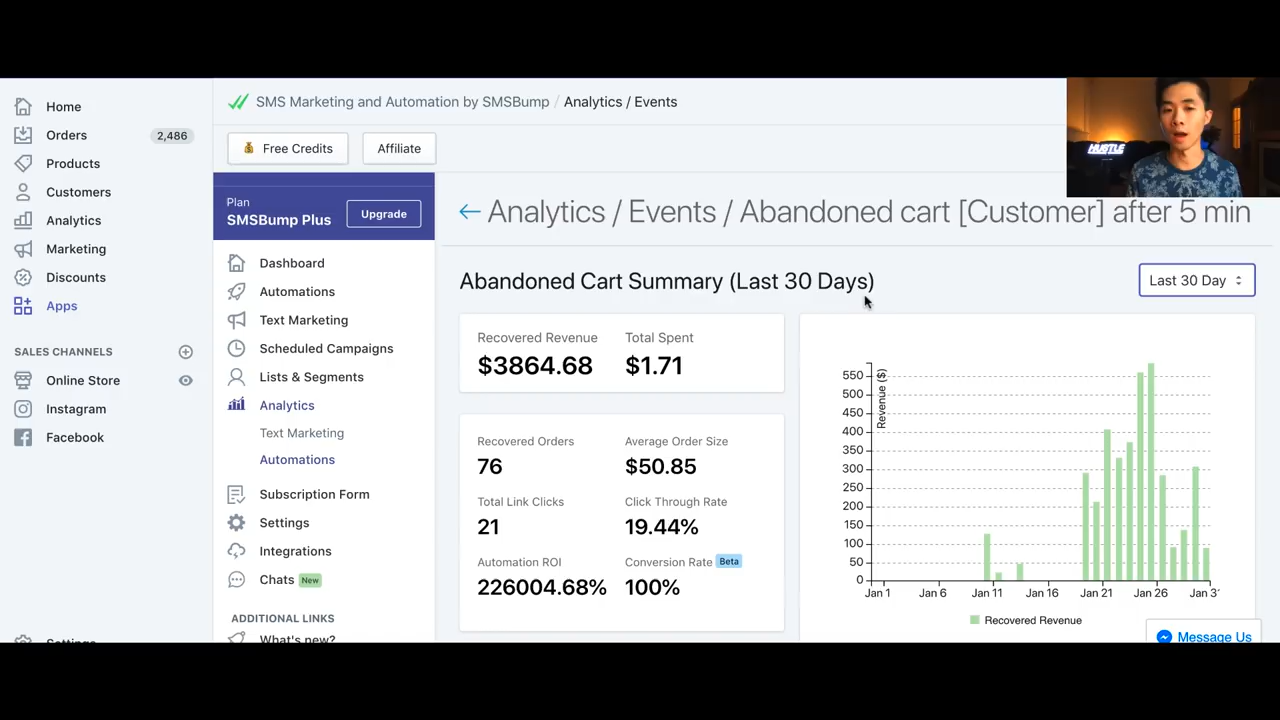 Home
Orders 2,486
Products
Customers
Analytics
Marketing
Discounts
Apps
SALES CHANNELS
Online Store
Instagram
Facebook
SMS Marketing and Automation by SMSBump / Analytics / Events
Free Credits Affiliate
Plan
SMSBump Plus Upgrade
Dashboard
Automations
Text Marketing
Scheduled Campaigns
Lists & Segments
Analytics
Text Marketing
Automations
Subscription Form
Settings
Integrations
Chats New
ADDITIONAL LINKS
What's new?
HUSTLE
Analytics / Events / Abandoned cart [Customer] after 5 min
Abandoned Cart Summary (Last 30 Days)
Last 30 Day
Recovered Revenue Total Spent
$3864.68 $1.71
Recovered Orders Average Order Size
76 $50.85
Total Link Clicks Click Through Rate
21 19.44%
Automation ROI Conversion Rate Beta
226004.68% 100%
Revenue ($)
550
500
450
400
350
300
250
200
150
100
50
0
Jan 1 Jan 6 Jan 11 Jan 16 Jan 21 Jan 26 Jan 3
Recovered Revenue
Message Us